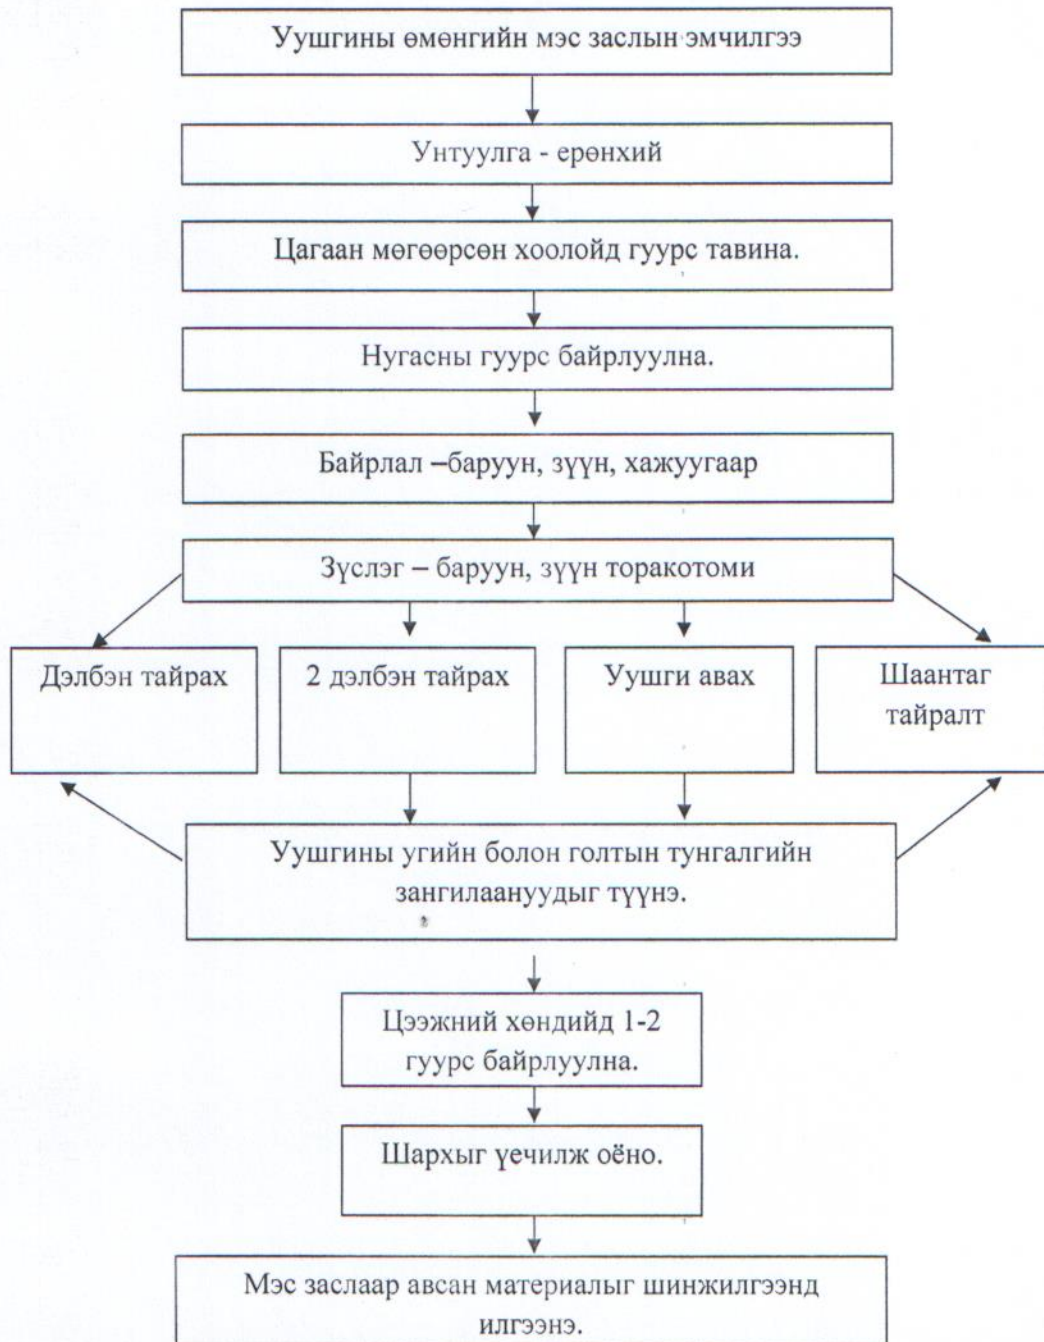 Уушгины өмөнгийн мэс заслын эмчилгээ
Унтуулга - ерөнхий
Цагаан мөгөөрсөн хоолойд гуурс тавина.
Нугасны гуурс байрлуулна.
Байрлал –баруун, зүүн, хажуугаар
Зүслэг – баруун, зүүн торакотоми
Дэлбэн тайрах
2 дэлбэн тайрах
Уушги авах
Шаантаг
тайралт
Уушгины угийн болон голтын тунгалгийн
зангилаануудыг түүнэ.
Цээжний хөндийд 1-2
гуурс байрлуулна.
Шархыг үечилж оёно.
Мэс заслаар авсан материалыг шинжилгээнд
илгээнэ.